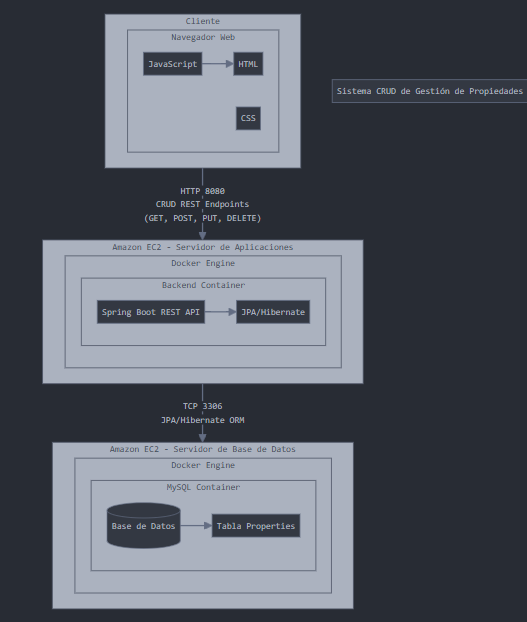 Cliente
Navegador Web
JavaScript
HTML
CSS
Sistema CRUD de Gestión de Propiedades
HTTP 8080
CRUD REST Endpoints
(GET, POST, PUT, DELETE)
Amazon EC2 - Servidor de Aplicaciones
Docker Engine
Backend Container
Spring Boot REST API
JPA/Hibernate
TCP 3306
JPA/Hibernate ORM
Amazon EC2 - Servidor de Base de Datos
Docker Engine
MySQL Container
Base de Datos
Tabla Properties